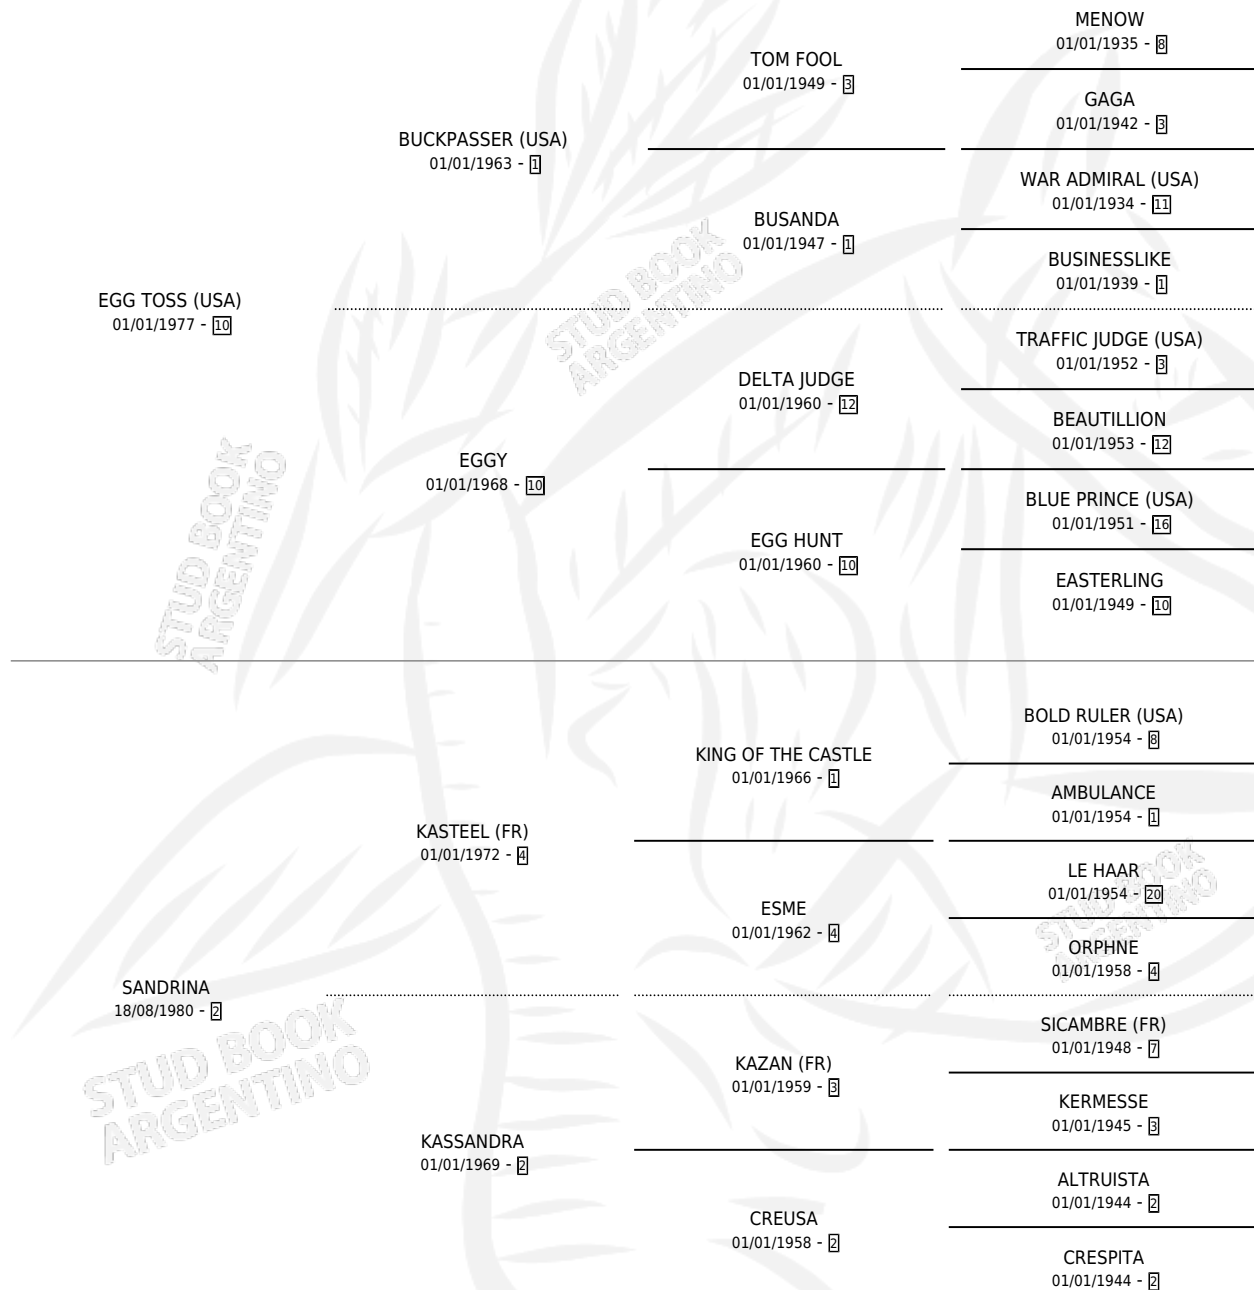 MENOW
01/01/1935 - 8
TOM FOOL
01/01/1949 - 3
GAGA
01/01/1942 - 3
BUCKPASSER (USA)
01/01/1963 - 1
WAR ADMIRAL (USA)
01/01/1934 - 11
BUSANDA
01/01/1947 - 1
BUSINESSLIKE
01/01/1939 - 1
EGG TOSS (USA)
01/01/1977 - 10
STUD BOOK
ARGENTINO
TRAFFIC JUDGE (USA)
01/01/1952 - 3
DELTA JUDGE
01/01/1960 - 12
BEAUTILLION
01/01/1953 - 12
EGGY
01/01/1968 - 10
STUD BOOK
ARGENTINO
BLUE PRINCE (USA)
01/01/1951 - 16
EGG HUNT
01/01/1960 - 10
EASTERLING
01/01/1949 - 10
BOLD RULER (USA)
01/01/1954 - 8
KING OF THE CASTLE
01/01/1966 - 1
AMBULANCE
01/01/1954 - 1
KASTEEL (FR)
01/01/1972 - 4
LE HAAR
01/01/1954 - 20
ESME
01/01/1962 - 4
STUD BOOK
ARGENTINO
ORPHNE
01/01/1958 - 4
SANDRINA
18/08/1980 - 2
STUD BOOK
ARGENTINO
SICAMBRE (FR)
01/01/1948 - 7
KAZAN (FR)
01/01/1959 - 3
KERMESSE
01/01/1945 - 3
KASSANDRA
01/01/1969 - 2
ALTRUISTA
01/01/1944 - 2
CREUSA
01/01/1958 - 2
CRESPITA
01/01/1944 - 2